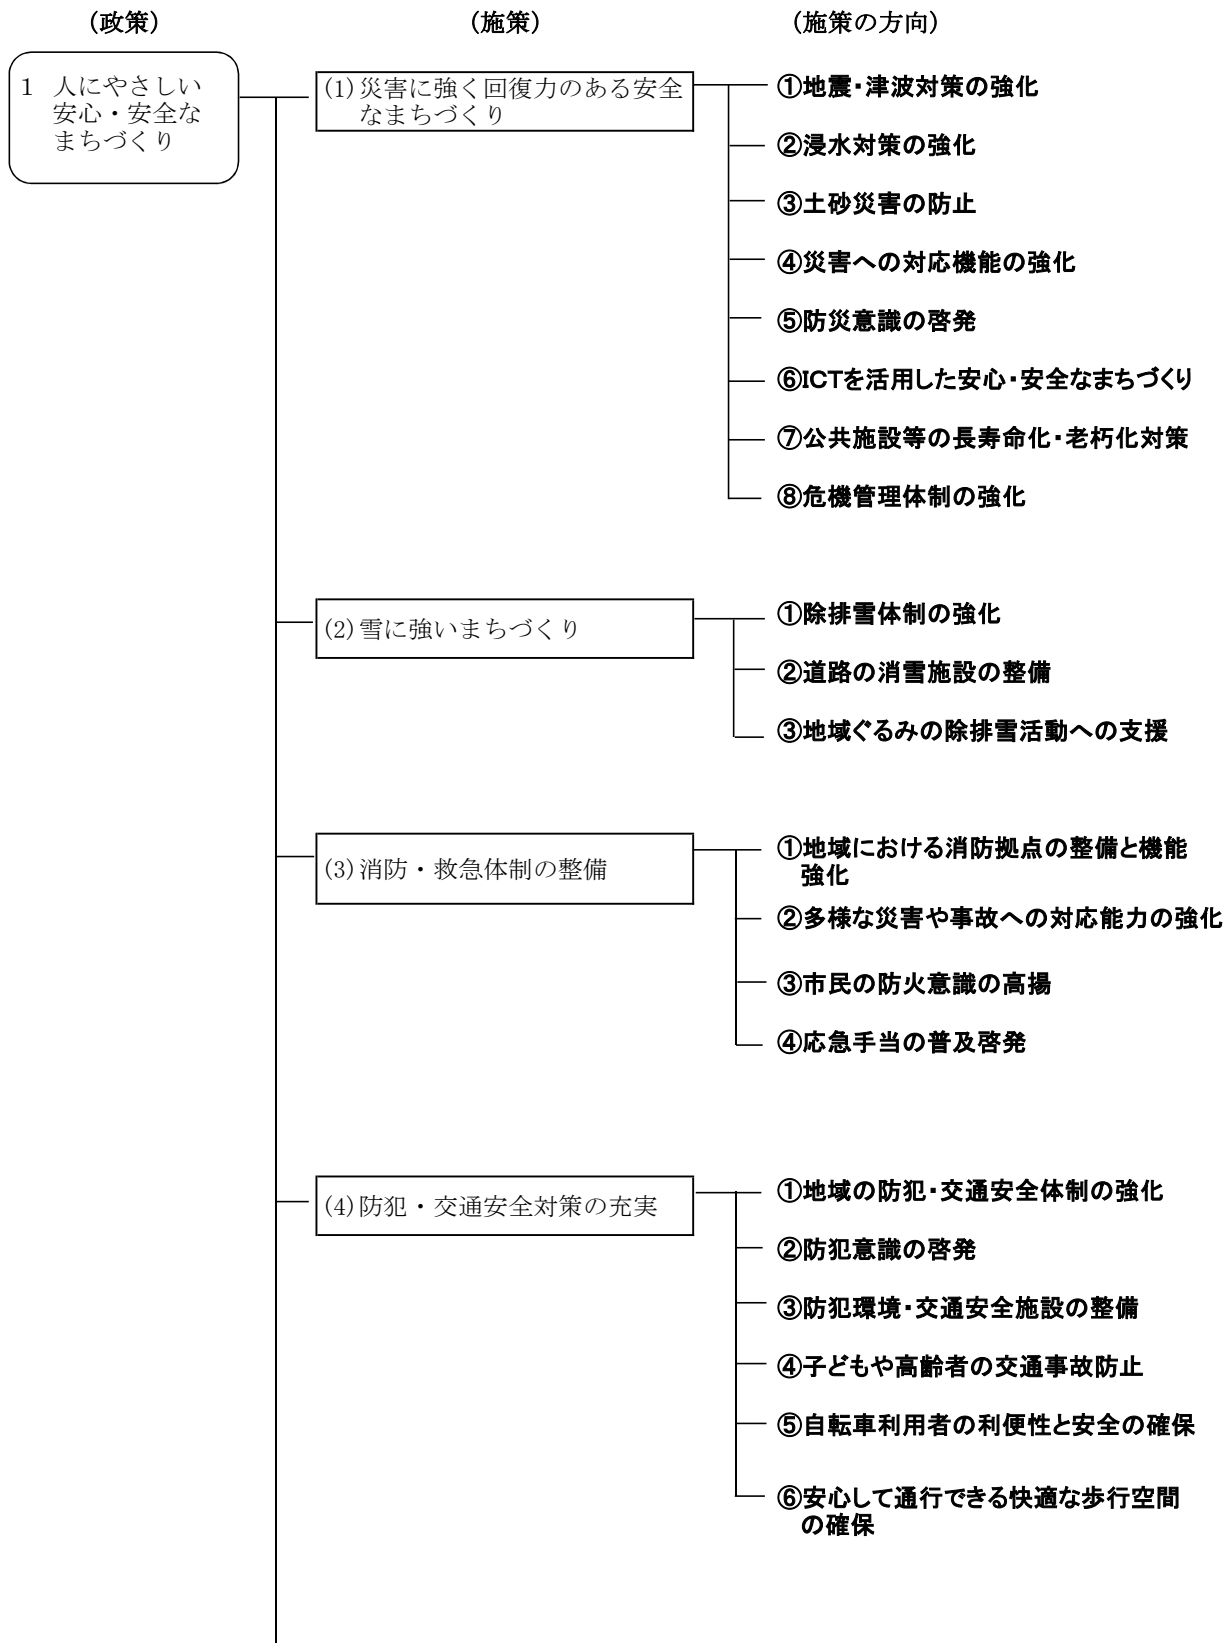 （政策）
（施策）
（施策の方向）
1 人にやさしい
安心・安全な
まちづくり
(1)災害に強く回復力のある安全
なまちづくり
①地震・津波対策の強化
②浸水対策の強化
③土砂災害の防止
④災害への対応機能の強化
⑤防災意識の啓発
⑥ICTを活用した安心・安全なまちづくり
⑦公共施設等の長寿命化・老朽化対策
⑧危機管理体制の強化
(2)雪に強いまちづくり
①除排雪体制の強化
②道路の消雪施設の整備
③地域ぐるみの除排雪活動への支援
(3)消防・救急体制の整備
①地域における消防拠点の整備と機能
強化
②多様な災害や事故への対応能力の強化
③市民の防火意識の高揚
④応急手当の普及啓発
(4)防犯・交通安全対策の充実
①地域の防犯・交通安全体制の強化
②防犯意識の啓発
③防犯環境・交通安全施設の整備
④子どもや高齢者の交通事故防止
⑤自転車利用者の利便性と安全の確保
⑥安心して通行できる快適な歩行空間
の確保